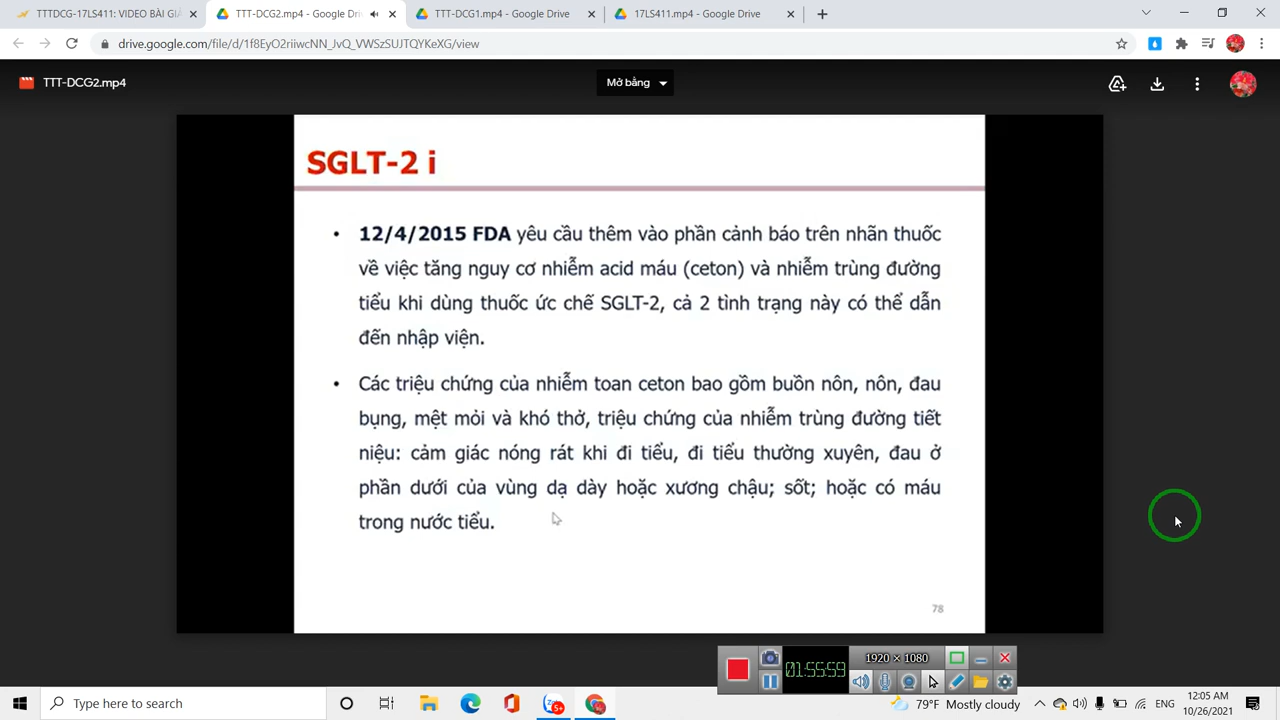 TTTDCG-17LS411: VIDEO BÀI GIẢ
TTT-DCG2.mp4 - Google Drive
TTT-DCG1.mp4 - Google Drive
17LS411.mp4 - Google Drive
drive.google.com/file/d/1f8EyO2riiwcNN_JvQ_VWSzSUJTQYKeXG/view
TTT-DCG2.mp4
Mở bằng
SGLT-2 i
• 12/4/2015 FDA yêu cầu thêm vào phần cảnh báo trên nhãn thuốc
về việc tăng nguy cơ nhiễm acid máu (ceton) và nhiễm trùng đường
tiểu khi dùng thuốc ức chế SGLT-2, cả 2 tình trạng này có thể dẫn
đến nhập viện.
• Các triệu chứng của nhiễm toan ceton bao gồm buồn nôn, nôn, đau
bụng, mệt mỏi và khó thở, triệu chứng của nhiễm trùng đường tiết
niệu: cảm giác nóng rát khi đi tiểu, đi tiểu thường xuyên, đau ở
phần dưới của vùng dạ dày hoặc xương chậu; sốt; hoặc có máu
trong nước tiểu.
78
1920 × 1080
01:55:59
Type here to search
79°F Mostly cloudy
ENG
12:05 AM
10/26/2021